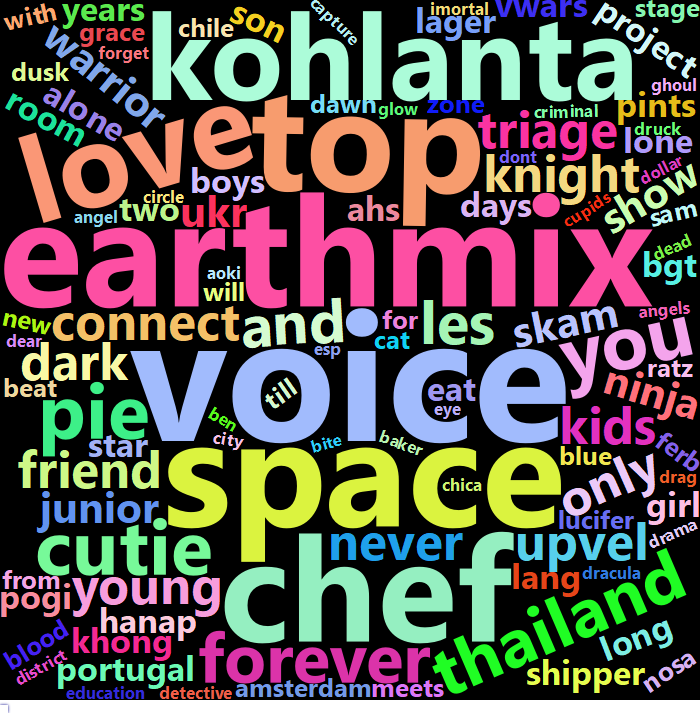 with
years
grace
forget
chile
son
capture
imortal
lager
vwars
project
stage
dusk
warrior
kohlanta
ghoul
room
alone
dawn
glow
zone
criminal
pints
love
top
triage
druck
lone
dont
boys
knight
dollar
circle
angel
two
ukr
ahs
days
cupids
show
sam
earthmix
dead
bgt
aoki
will
new
connect
and
for
les
skam
angels
dear
dark
esp
cat
you
ratz
voice
beat
pie
till
eat
eye
ninja
ben
city
bite
baker
kids
ferb
star
friend
space
chica
blue
drag
only
girl
junior
lucifer
drama
cutie
never
upvel
from
pogi
young
chef
lang
dracula
thailand
hanap
blood
khong
forever
long
district
portugal
shipper
nosa
education
detective
amsterdam
meets